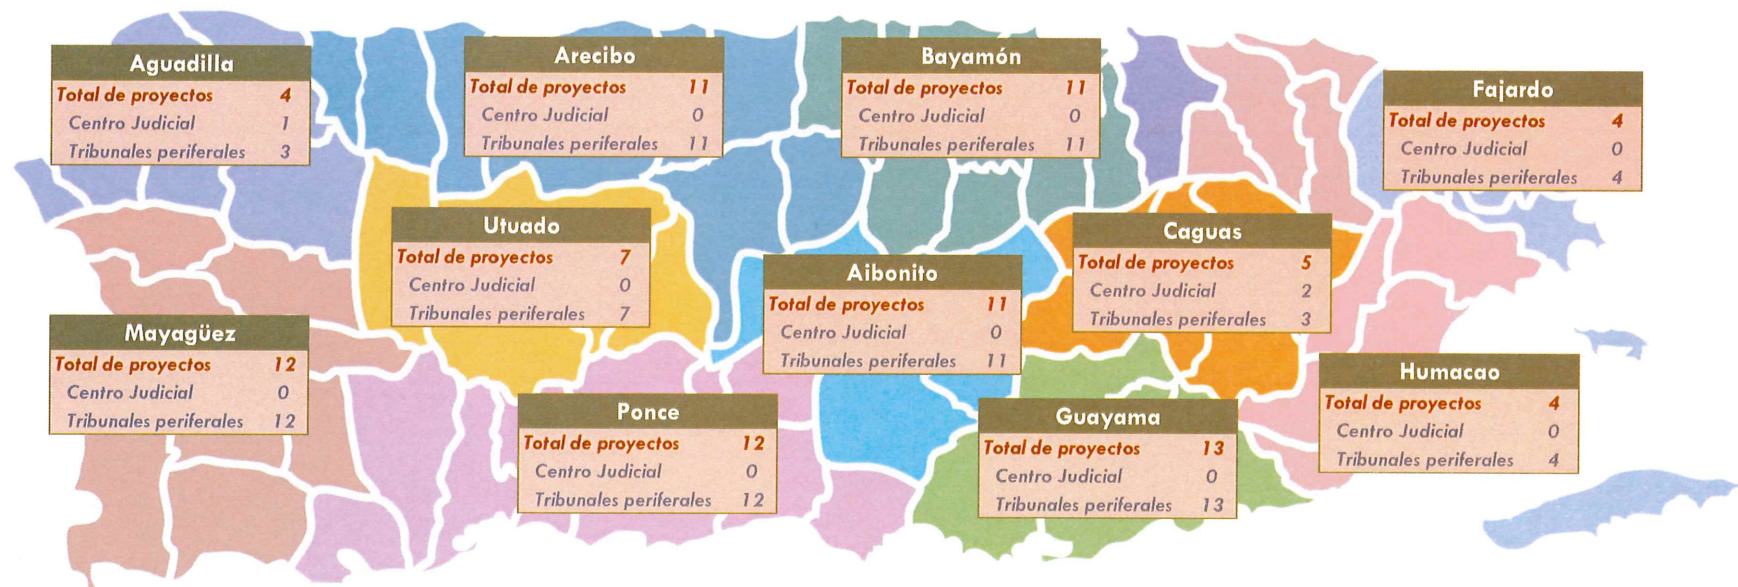 Aguadilla
Total de proyectos 4
Centro Judicial 1
Tribunales periferales 3
Arecibo
Total de proyectos 11
Centro Judicial 0
Tribunales periferales 11
Bayamón
Total de proyectos 11
Centro Judicial 0
Tribunales periferales 11
Fajardo
Total de proyectos 4
Centro Judicial 0
Tribunales periferales 4
Utuado
Total de proyectos 7
Centro Judicial 0
Tribunales periferales 7
Aibonito
Total de proyectos 11
Centro Judicial 0
Tribunales periferales 11
Caguas
Total de proyectos 5
Centro Judicial 2
Tribunales periferales 3
Mayagüez
Total de proyectos 12
Centro Judicial 0
Tribunales periferales 12
Ponce
Total de proyectos 12
Centro Judicial 0
Tribunales periferales 12
Guayama
Total de proyectos 13
Centro Judicial 0
Tribunales periferales 13
Humacao
Total de proyectos 4
Centro Judicial 0
Tribunales periferales 4